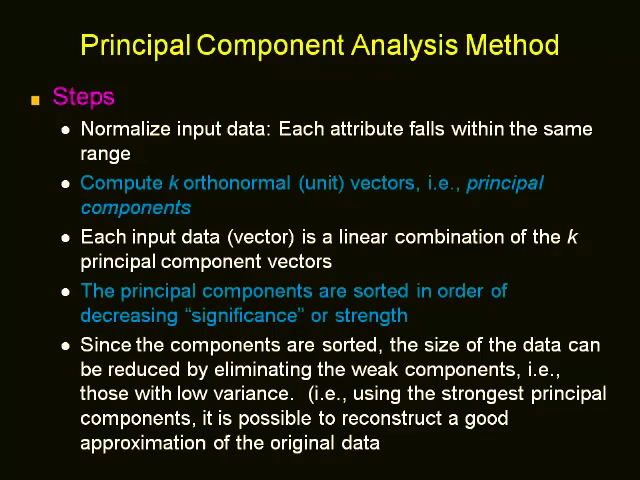 Principal Component Analysis Method
Steps
Normalize input data: Each attribute falls within the same
range
Compute k orthonormal (unit) vectors, i.e., principal
components
Each input data (vector) is a linear combination of the k
principal component vectors
The principal components are sorted in order of
decreasing “significance” or strength
Since the components are sorted, the size of the data can
be reduced by eliminating the weak components, i.e.,
those with low variance. (i.e., using the strongest principal
components, it is possible to reconstruct a good
approximation of the original data